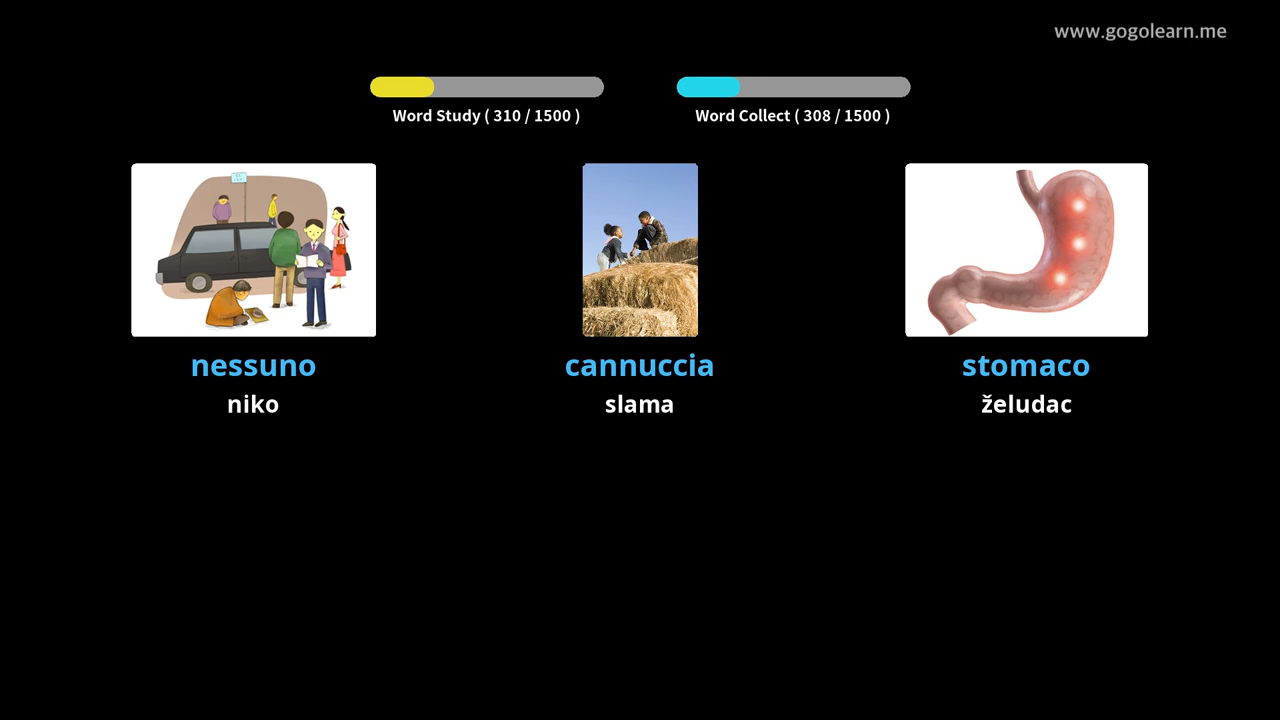 www.gogolearn.me
Word Study ( 310 / 1500 )
Word Collect ( 308 / 1500 )
nessuno
niko
cannuccia
slama
stomaco
želudac